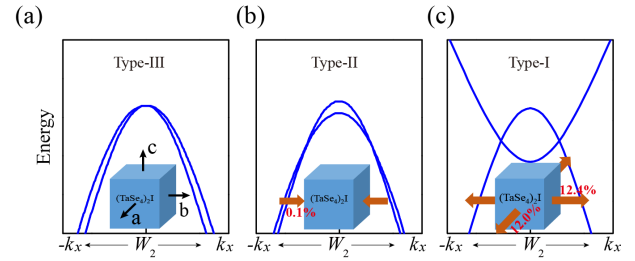 (a)
(b)
(c)
Energy
Type-III
Type-II
Type-I
c
b
a
(TaSe₄)₂I
(TaSe₄)₂I
(TaSe₄)₂I
0.1%
12.4%
12.0%
-kₓ
W₂
kₓ
-kₓ
W₂
kₓ
-kₓ
W₂
kₓ